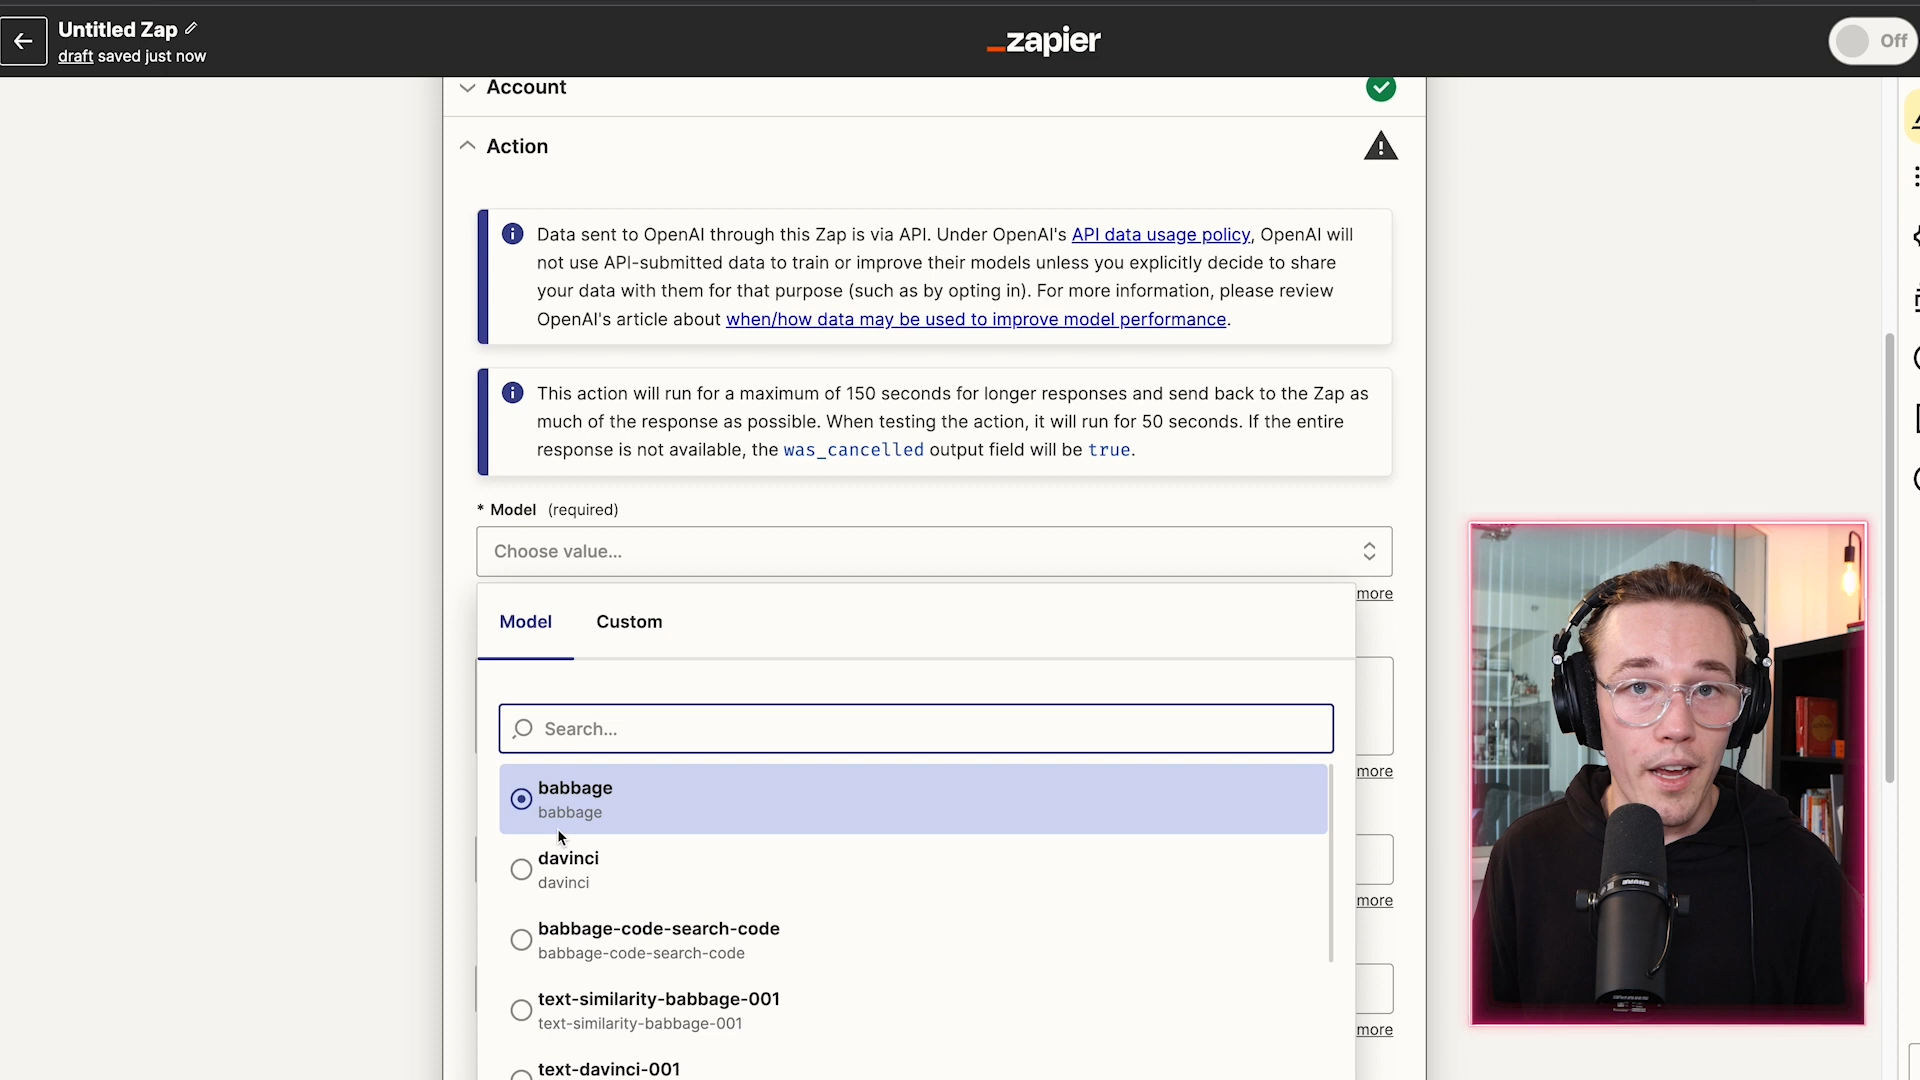 Untitled Zap
draft saved just now
zapier
Off
Account
Action
Data sent to OpenAI through this Zap is via API. Under OpenAI's API data usage policy, OpenAI will
not use API-submitted data to train or improve their models unless you explicitly decide to share
your data with them for that purpose (such as by opting in). For more information, please review
OpenAI's article about when/how data may be used to improve model performance.
This action will run for a maximum of 150 seconds for longer responses and send back to the Zap as
much of the response as possible. When testing the action, it will run for 50 seconds. If the entire
response is not available, the was_cancelled output field will be true.
* Model (required)
Choose value...
more
Model Custom
Search...
more
babbage
babbage
davinci
davinci
more
babbage-code-search-code
babbage-code-search-code
text-similarity-babbage-001
text-similarity-babbage-001
more
text-davinci-001